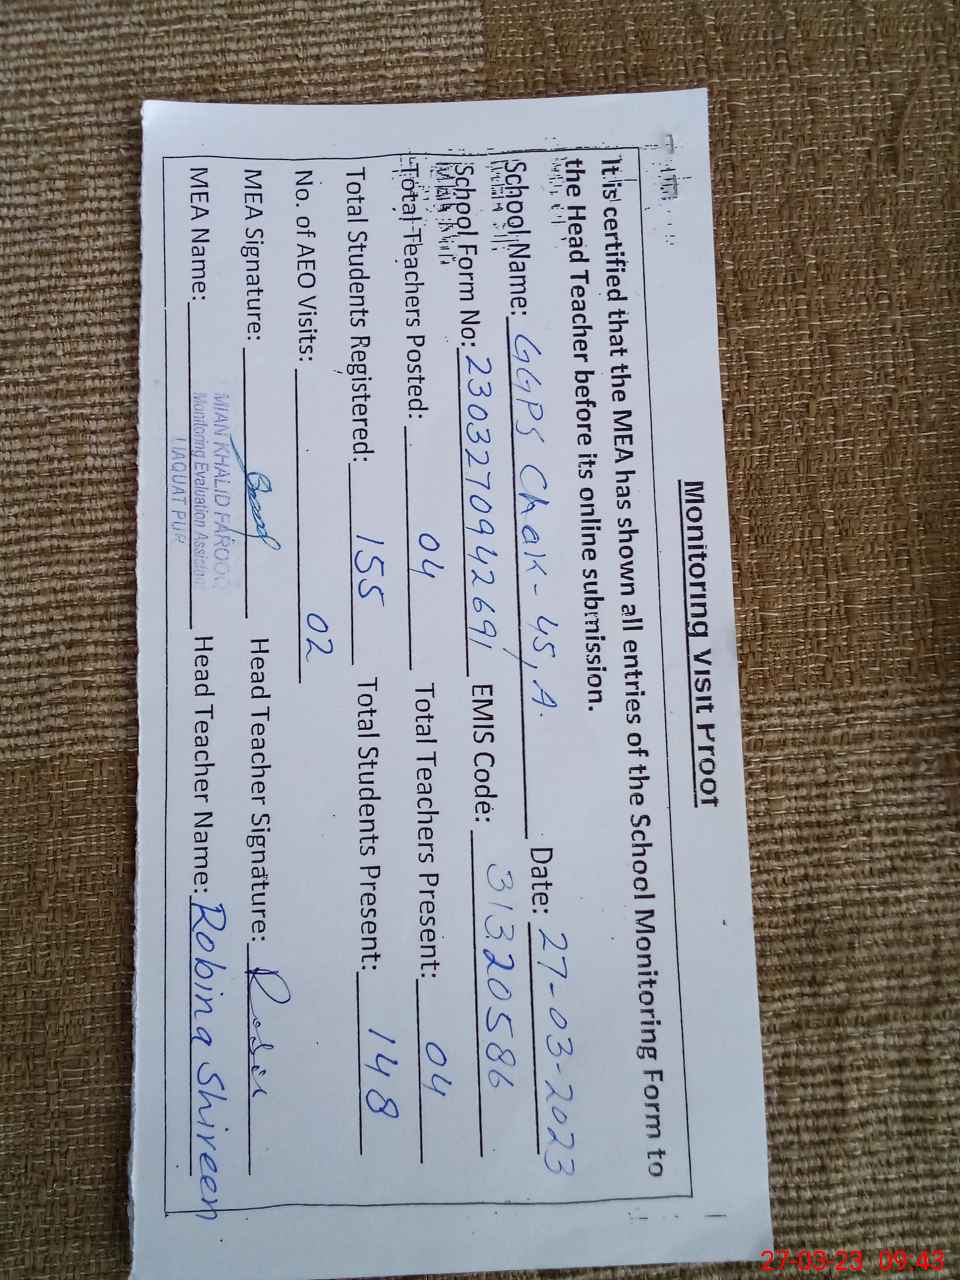 Monitoring Visit Proof
It is certified that the MEA has shown all entries of the School Monitoring Form to
the Head Teacher before its online submission.
School Name: GGPS Chak-45, A. Date: 27-03-2023
School Form No: 2303270942691 EMIS Code: 31320586
Total Teachers Posted: 04 Total Teachers Present: 04
Total Students Registered: 155 Total Students Present: 148
No. of AEO Visits: 02
MEA Signature: Head Teacher Signature:
MEA Name: MIAN KHALID FAROOQ Head Teacher Name: Robina Shireen
Monitoring Evaluation Assistant
LIAQUATPUR
27-03-23 09:43